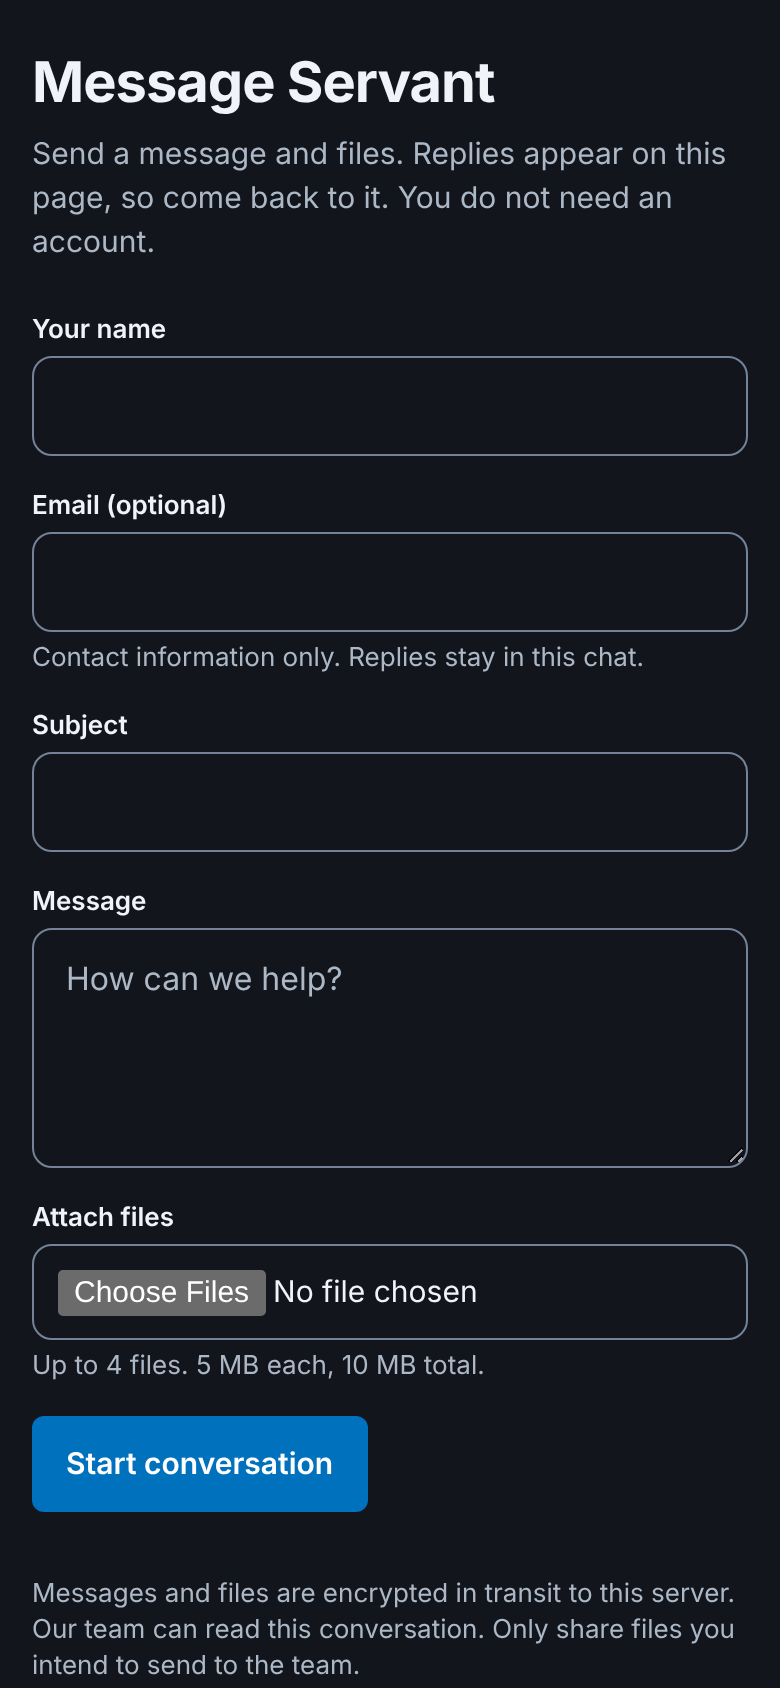 Message Servant
Send a message and files. Replies appear on this
page, so come back to it. You do not need an
account.
Your name
Email (optional)
Contact information only. Replies stay in this chat.
Subject
Message
How can we help?
Attach files
Choose Files No file chosen
Up to 4 files. 5 MB each, 10 MB total.
Start conversation
Messages and files are encrypted in transit to this server.
Our team can read this conversation. Only share files you
intend to send to the team.